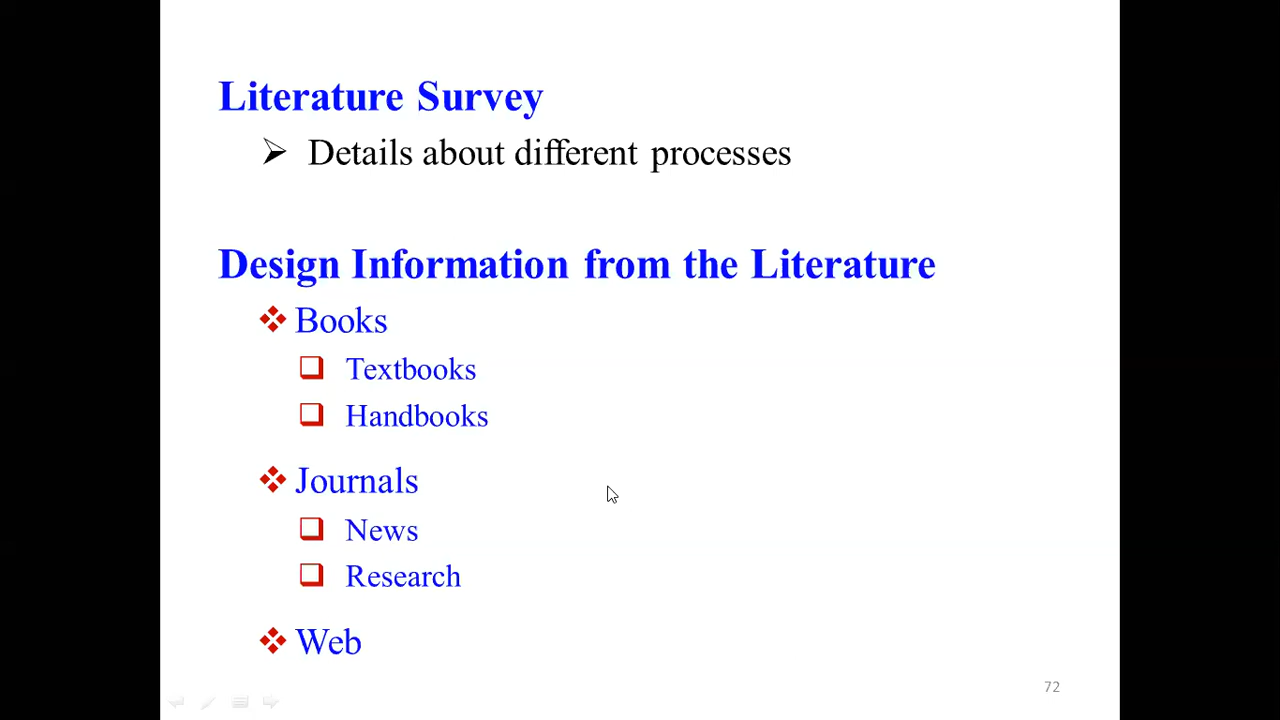 Literature Survey
Details about different processes
Design Information from the Literature
Books
Textbooks
Handbooks
Journals
News
Research
Web
72